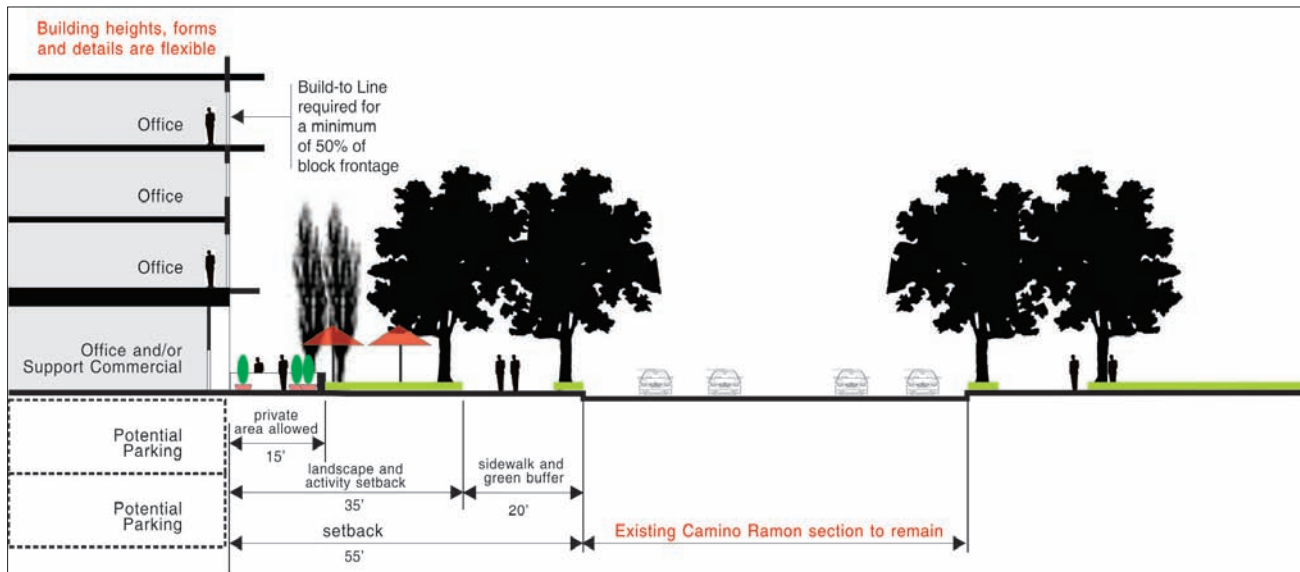 Building heights, forms
and details are flexible
Build-to Line
required for
a minimum
of 50% of
block frontage
Office
Office
Office
Office and/or
Support Commercial
Potential
Parking
Potential
Parking
private
area allowed
15'
landscape and
activity setback
35'
sidewalk and
green buffer
20'
setback
55'
Existing Camino Ramon section to remain